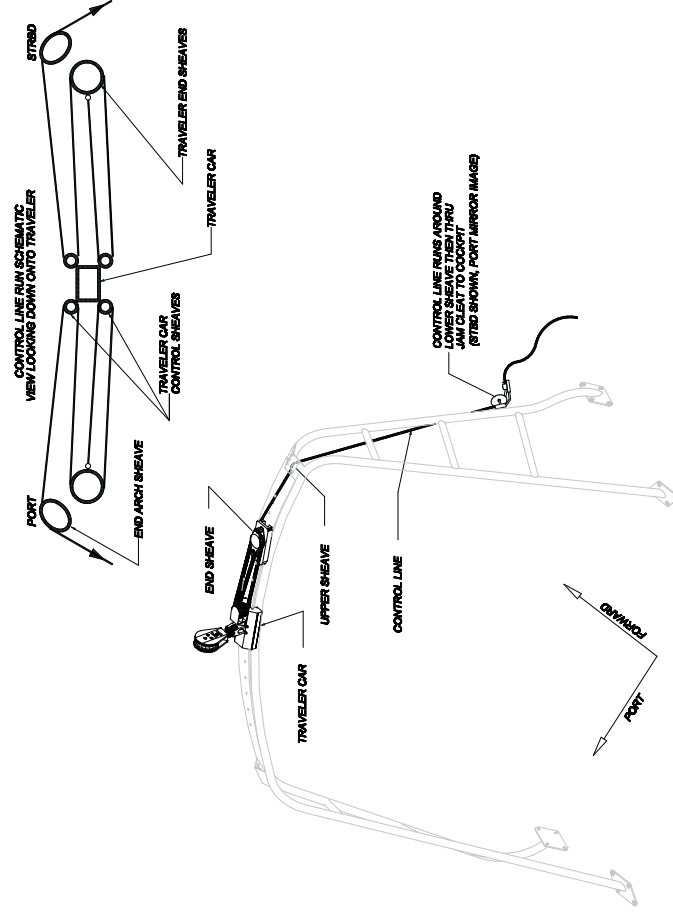 CONTROL LINE RUN SCHEMATIC
VIEW LOOKING DOWN ONTO TRAVELER
PORT
STRBD
END ARCH SHEAVE
TRAVELER CAR
CONTROL SHEAVES
TRAVELER CAR
TRAVELER END SHEAVES
END SHEAVE
TRAVELER CAR
UPPER SHEAVE
CONTROL LINE
CONTROL LINE RUNS AROUND
LOWER SHEAVE THEN THRU
JAM CLEAT TO COCKPIT
(STBD SHOWN, PORT MIRROR IMAGE)
PORT
FORWARD